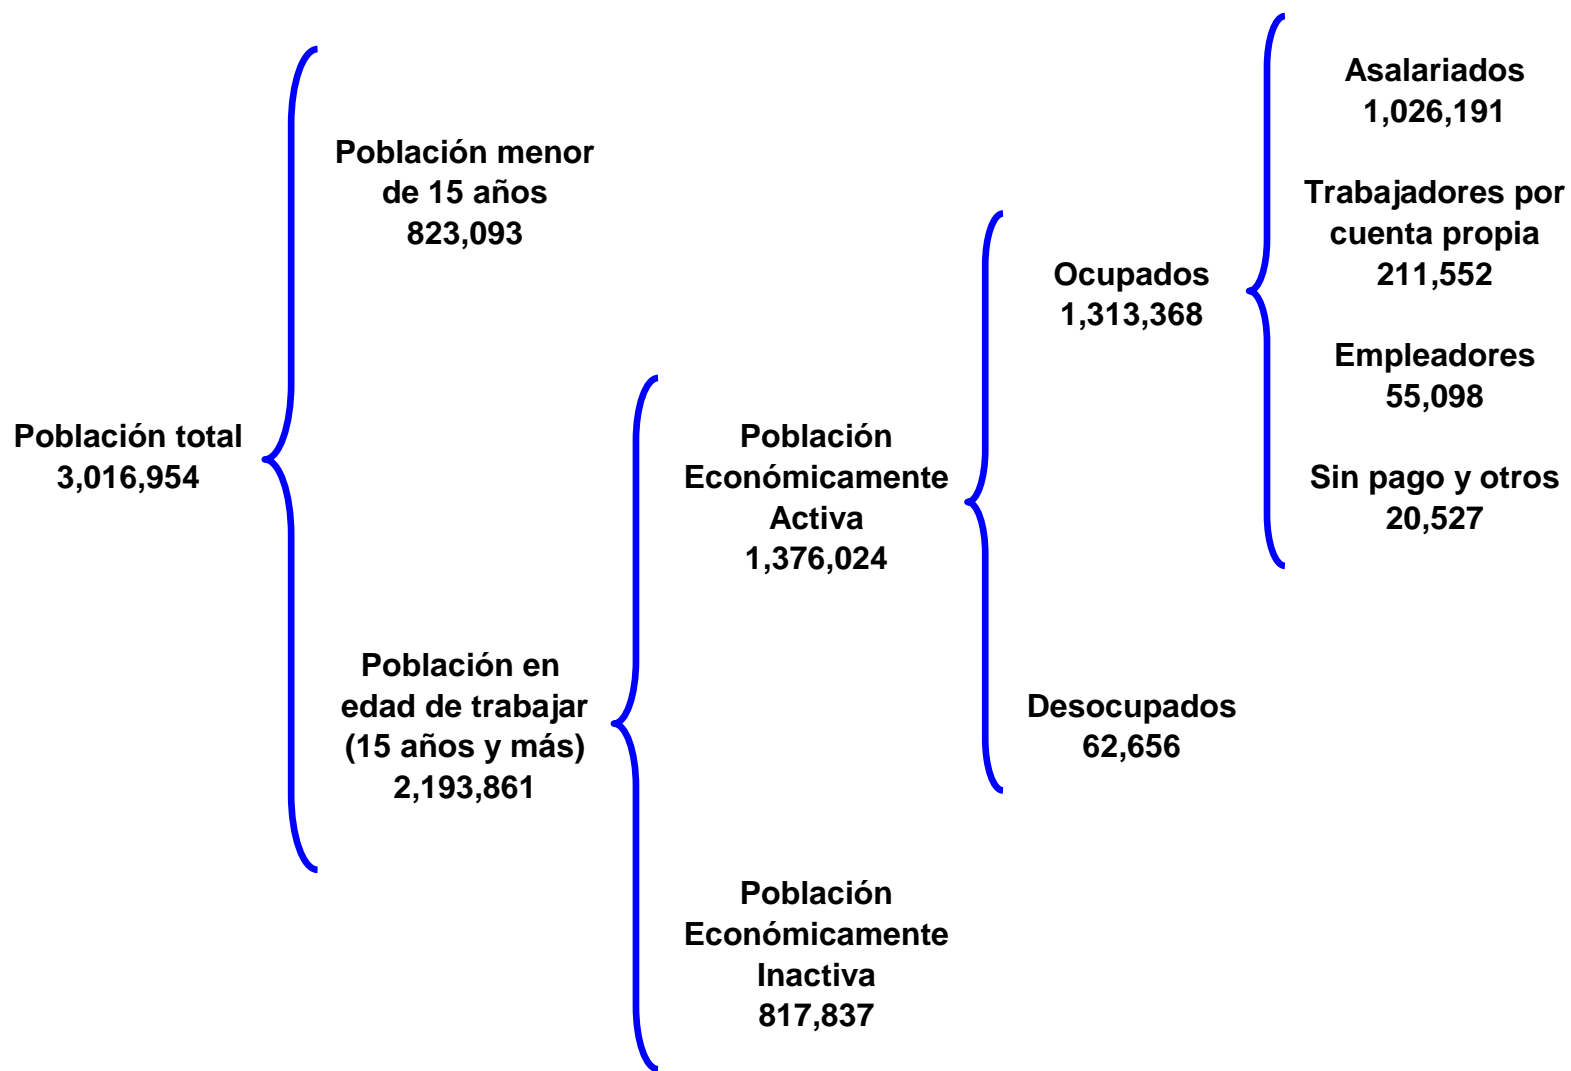 Población total
3,016,954
Población menor
de 15 años
823,093
Población en
edad de trabajar
(15 años y más)
2,193,861
Población
Económicamente
Activa
1,376,024
Población
Económicamente
Inactiva
817,837
Ocupados
1,313,368
Desocupados
62,656
Asalariados
1,026,191
Trabajadores por
cuenta propia
211,552
Empleadores
55,098
Sin pago y otros
20,527